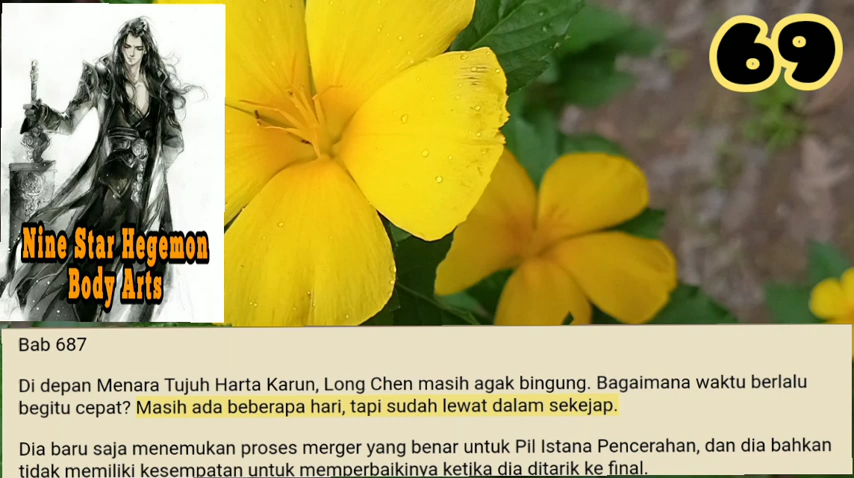 69
Nine Star Hegemon
Body Arts
Bab 687
Di depan Menara Tujuh Harta Karun, Long Chen masih agak bingung. Bagaimana waktu berlalu
begitu cepat? Masih ada beberapa hari, tapi sudah lewat dalam sekejap.
Dia baru saja menemukan proses merger yang benar untuk Pil Istana Pencerahan, dan dia bahkan
tidak memiliki kesempatan untuk memperbaikinya ketika dia ditarik ke final.